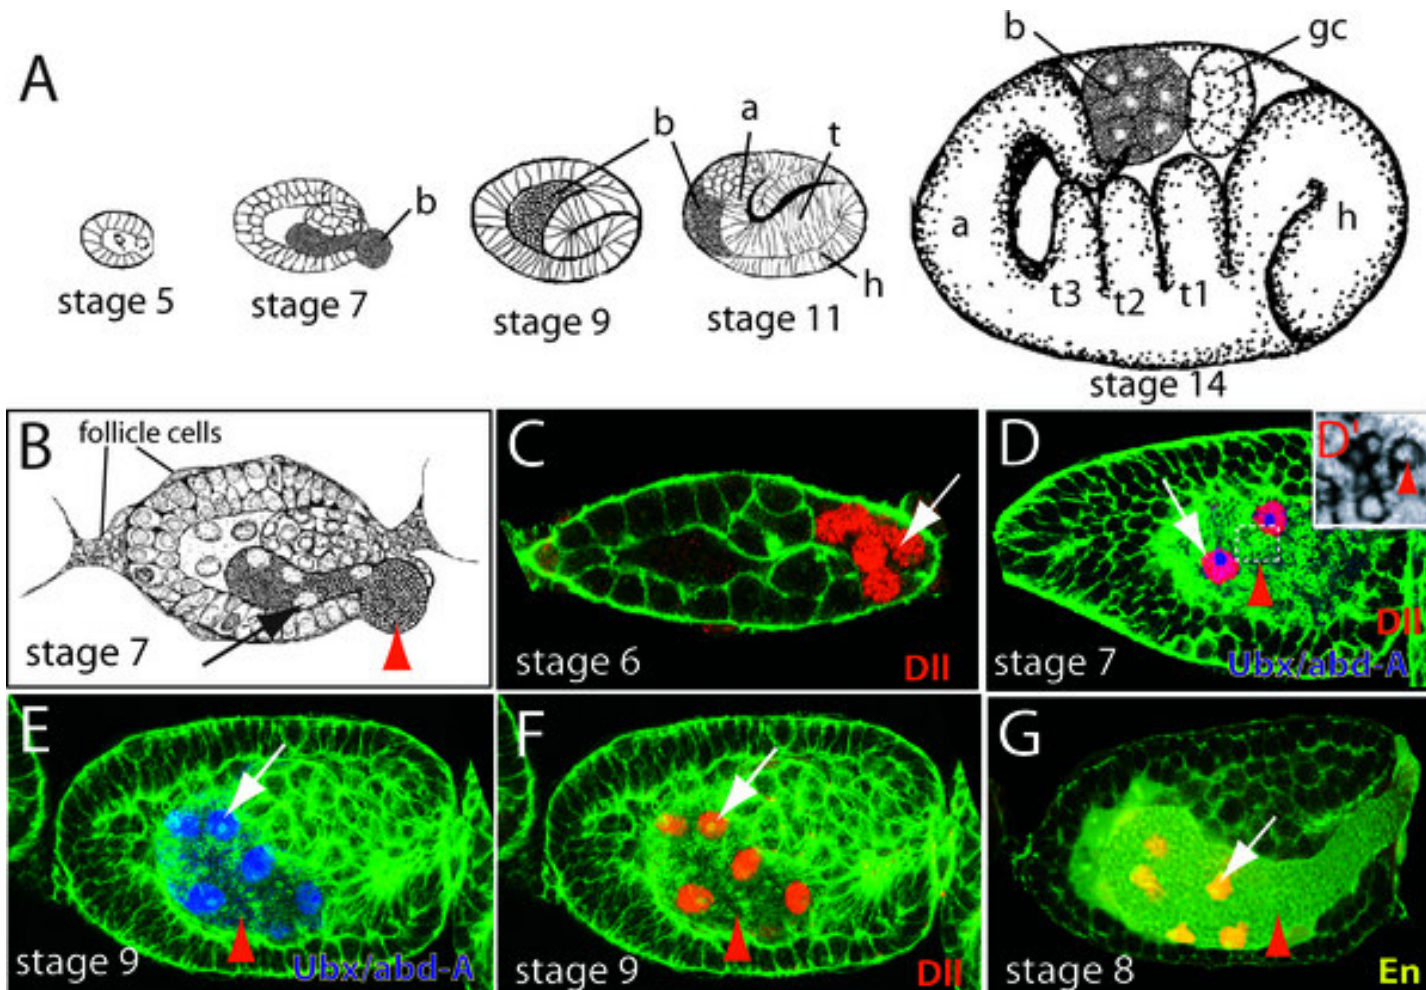 A
b
gc
b
a
t
b
a
h
h
t3
t2
t1
stage 5
stage 7
stage 9
stage 11
stage 14
B
follicle cells
stage 7
C
stage 6
Dll
D
D'
stage 7
Dll
Ubx/abd-A
E
stage 9
Ubx/abd-A
F
stage 9
Dll
G
stage 8
En